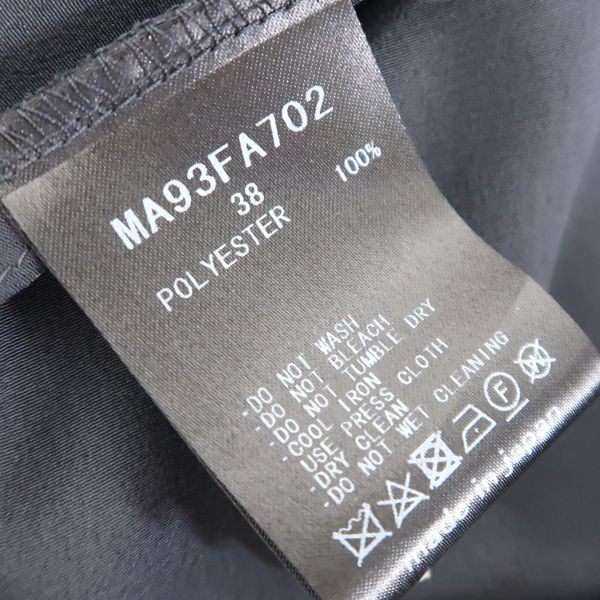 MA93FA702
38
POLYESTER 100%
-DO NOT WASH
-DO NOT BLEACH
-DO NOT TUMBLE DRY
-COOL IRON
USE PRESS CLOTH
-DRY CLEAN
-DO NOT WET CLEANING
F
made in japan